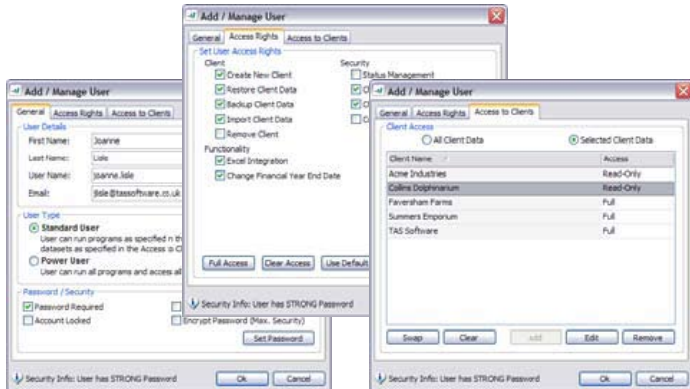 Add / Manage User
General Access Rights Access to Clients
Set User Access Rights
Client
Security
Create New Client
Status Management
Restore Client Data
Backup Client Data
Import Client Data
Remove Client
Functionality
Excel Integration
Change Financial Year End Date
Full Access Clear Access Use Default
Security Info: User has STRONG Password
Add / Manage User
General Access Rights Access to Clients
User Details
First Name: Joanne
Last Name: Lisle
User Name: joanne.lisle
Email: jlisle@tassoftware.co.uk
User Type
Standard User
User can run programs as specified in th
datasets as specified in the Access to Cl
Power User
User can run all programs and access all
Password / Security
Password Required
Account Locked
Encrypt Password (Max. Security)
Set Password
Security Info: User has STRONG Password
Ok Cancel
Add / Manage User
General Access Rights Access to Clients
Client Access
All Client Data Selected Client Data
Client Name Access
Acme Industries Read-Only
Collins Dolphinarium Read-Only
Faversham Farms Full
Summers Emporium Full
TAS Software Full
Swap Clear Add Edit Remove
Security Info: User has STRONG Password
Ok Cancel